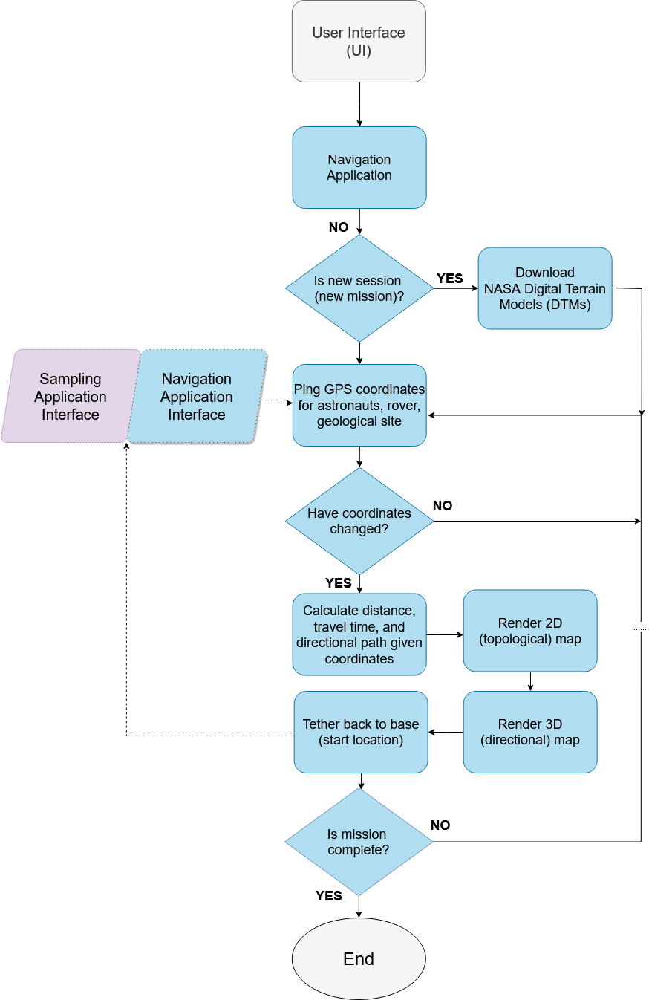 User Interface
(UI)
Navigation
Application
NO
Is new session
(new mission)?
YES
Download
NASA Digital Terrain
Models (DTMs)
Sampling
Application
Interface
Navigation
Application
Interface
Ping GPS coordinates
for astronauts, rover,
geological site
Have coordinates
changed?
NO
YES
Calculate distance,
travel time, and
directional path given
coordinates
Render 2D
(topological) map
Tether back to base
(start location)
Render 3D
(directional) map
Is mission
complete?
NO
YES
End